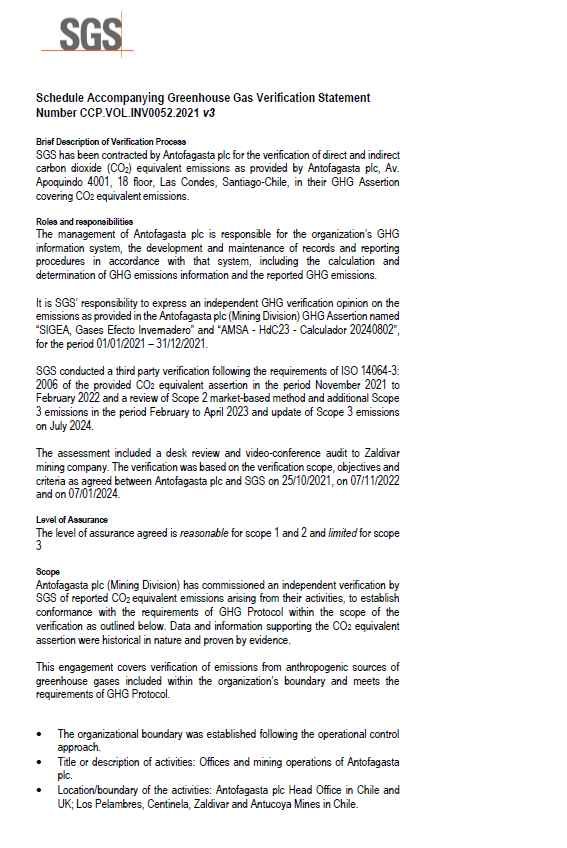 SGS
Schedule Accompanying Greenhouse Gas Verification Statement
Number CCP.VOL.INV0052.2021 v3
Brief Description of Verification Process
SGS has been contracted by Antofagasta plc for the verification of direct and indirect
carbon dioxide (CO₂) equivalent emissions as provided by Antofagasta plc, Av.
Apoquindo 4001, 18 floor, Las Condes, Santiago-Chile, in their GHG Assertion
covering CO₂ equivalent emissions.
Roles and responsibilities
The management of Antofagasta plc is responsible for the organization's GHG
information system, the development and maintenance of records and reporting
procedures in accordance with that system, including the calculation and
determination of GHG emissions information and the reported GHG emissions.
It is SGS' responsibility to express an independent GHG verification opinion on the
emissions as provided in the Antofagasta plc (Mining Division) GHG Assertion named
"SIGEA, Gases Efecto Invernadero" and "AMSA - HdC23 - Calculador 20240802",
for the period 01/01/2021 – 31/12/2021.
SGS conducted a third party verification following the requirements of ISO 14064-3:
2006 of the provided CO₂ equivalent assertion in the period November 2021 to
February 2022 and a review of Scope 2 market-based method and additional Scope
3 emissions in the period February to April 2023 and update of Scope 3 emissions
on July 2024.
The assessment included a desk review and video-conference audit to Zaldivar
mining company. The verification was based on the verification scope, objectives and
criteria as agreed between Antofagasta plc and SGS on 25/10/2021, on 07/11/2022
and on 07/01/2024.
Level of Assurance
The level of assurance agreed is reasonable for scope 1 and 2 and limited for scope
3
Scope
Antofagasta plc (Mining Division) has commissioned an independent verification by
SGS of reported CO₂ equivalent emissions arising from their activities, to establish
conformance with the requirements of GHG Protocol within the scope of the
verification as outlined below. Data and information supporting the CO₂ equivalent
assertion were historical in nature and proven by evidence.
This engagement covers verification of emissions from anthropogenic sources of
greenhouse gases included within the organization's boundary and meets the
requirements of GHG Protocol.
• The organizational boundary was established following the operational control
approach.
• Title or description of activities: Offices and mining operations of Antofagasta
plc.
• Location/boundary of the activities: Antofagasta plc Head Office in Chile and
UK; Los Pelambres, Centinela, Zaldivar and Antucoya Mines in Chile.